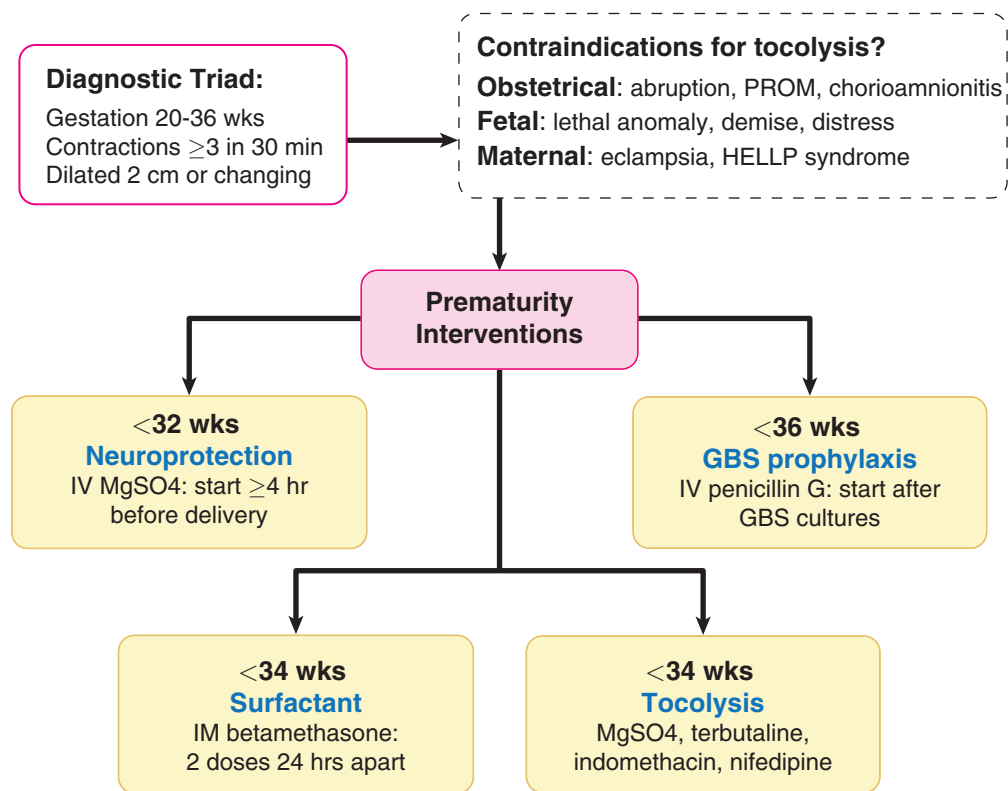 Diagnostic Triad:
Gestation 20-36 wks
Contractions ≥3 in 30 min
Dilated 2 cm or changing
Contraindications for tocolysis?
Obstetrical: abruption, PROM, chorioamnionitis
Fetal: lethal anomaly, demise, distress
Maternal: eclampsia, HELLP syndrome
Prematurity
Interventions
<32 wks
Neuroprotection
IV MgSO4: start ≥4 hr
before delivery
<36 wks
GBS prophylaxis
IV penicillin G: start after
GBS cultures
<34 wks
Surfactant
IM betamethasone:
2 doses 24 hrs apart
<34 wks
Tocolysis
MgSO4, terbutaline,
indomethacin, nifedipine